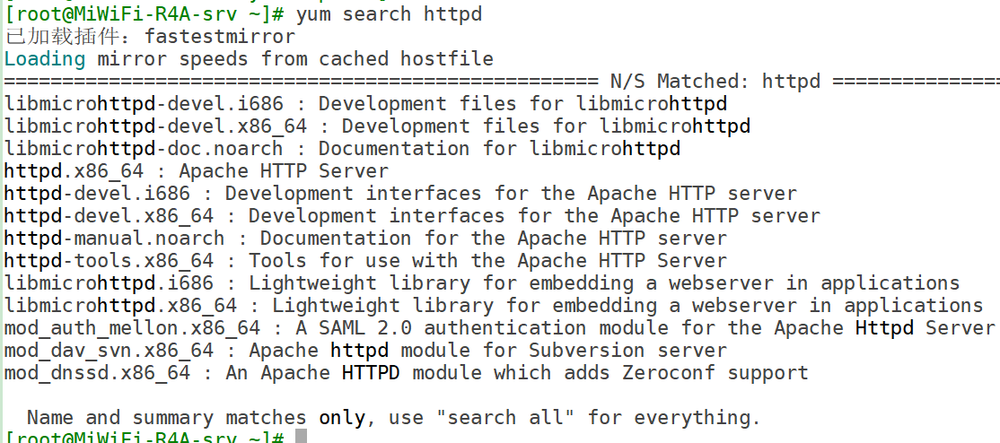 [root@MiWiFi-R4A-srv ~]# yum search httpd
已加载插件：fastestmirror
Loading mirror speeds from cached hostfile
=================================================== N/S Matched: httpd ===============
libmicrohttpd-devel.i686 : Development files for libmicrohttpd
libmicrohttpd-devel.x86_64 : Development files for libmicrohttpd
libmicrohttpd-doc.noarch : Documentation for libmicrohttpd
httpd.x86_64 : Apache HTTP Server
httpd-devel.i686 : Development interfaces for the Apache HTTP server
httpd-devel.x86_64 : Development interfaces for the Apache HTTP server
httpd-manual.noarch : Documentation for the Apache HTTP server
httpd-tools.x86_64 : Tools for use with the Apache HTTP Server
libmicrohttpd.i686 : Lightweight library for embedding a webserver in applications
libmicrohttpd.x86_64 : Lightweight library for embedding a webserver in applications
mod_auth_mellon.x86_64 : A SAML 2.0 authentication module for the Apache Httpd Server
mod_dav_svn.x86_64 : Apache httpd module for Subversion server
mod_dnssd.x86_64 : An Apache HTTPD module which adds Zeroconf support
Name and summary matches only, use "search all" for everything.
[root@MiWiFi-R4A-srv ~]#